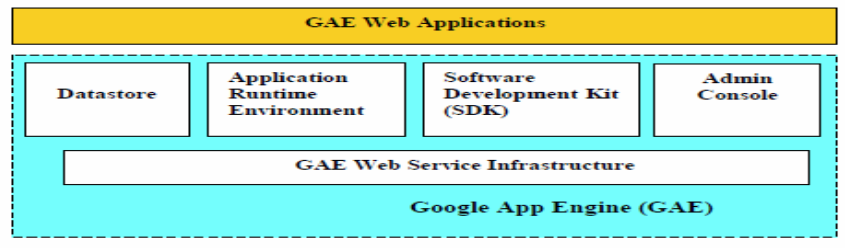 GAE Web Applications
Datastore
Application
Runtime
Environment
Software
Development Kit
(SDK)
Admin
Console
GAE Web Service Infrastructure
Google App Engine (GAE)